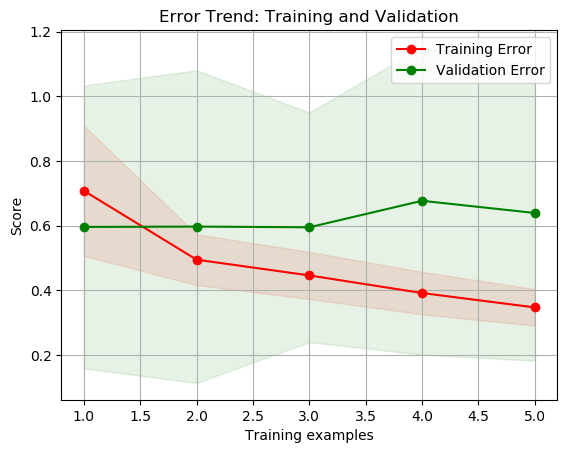 Error Trend: Training and Validation
Training Error
Validation Error
Score
1.2
1.0
0.8
0.6
0.4
0.2
1.0 1.5 2.0 2.5 3.0 3.5 4.0 4.5 5.0
Training examples